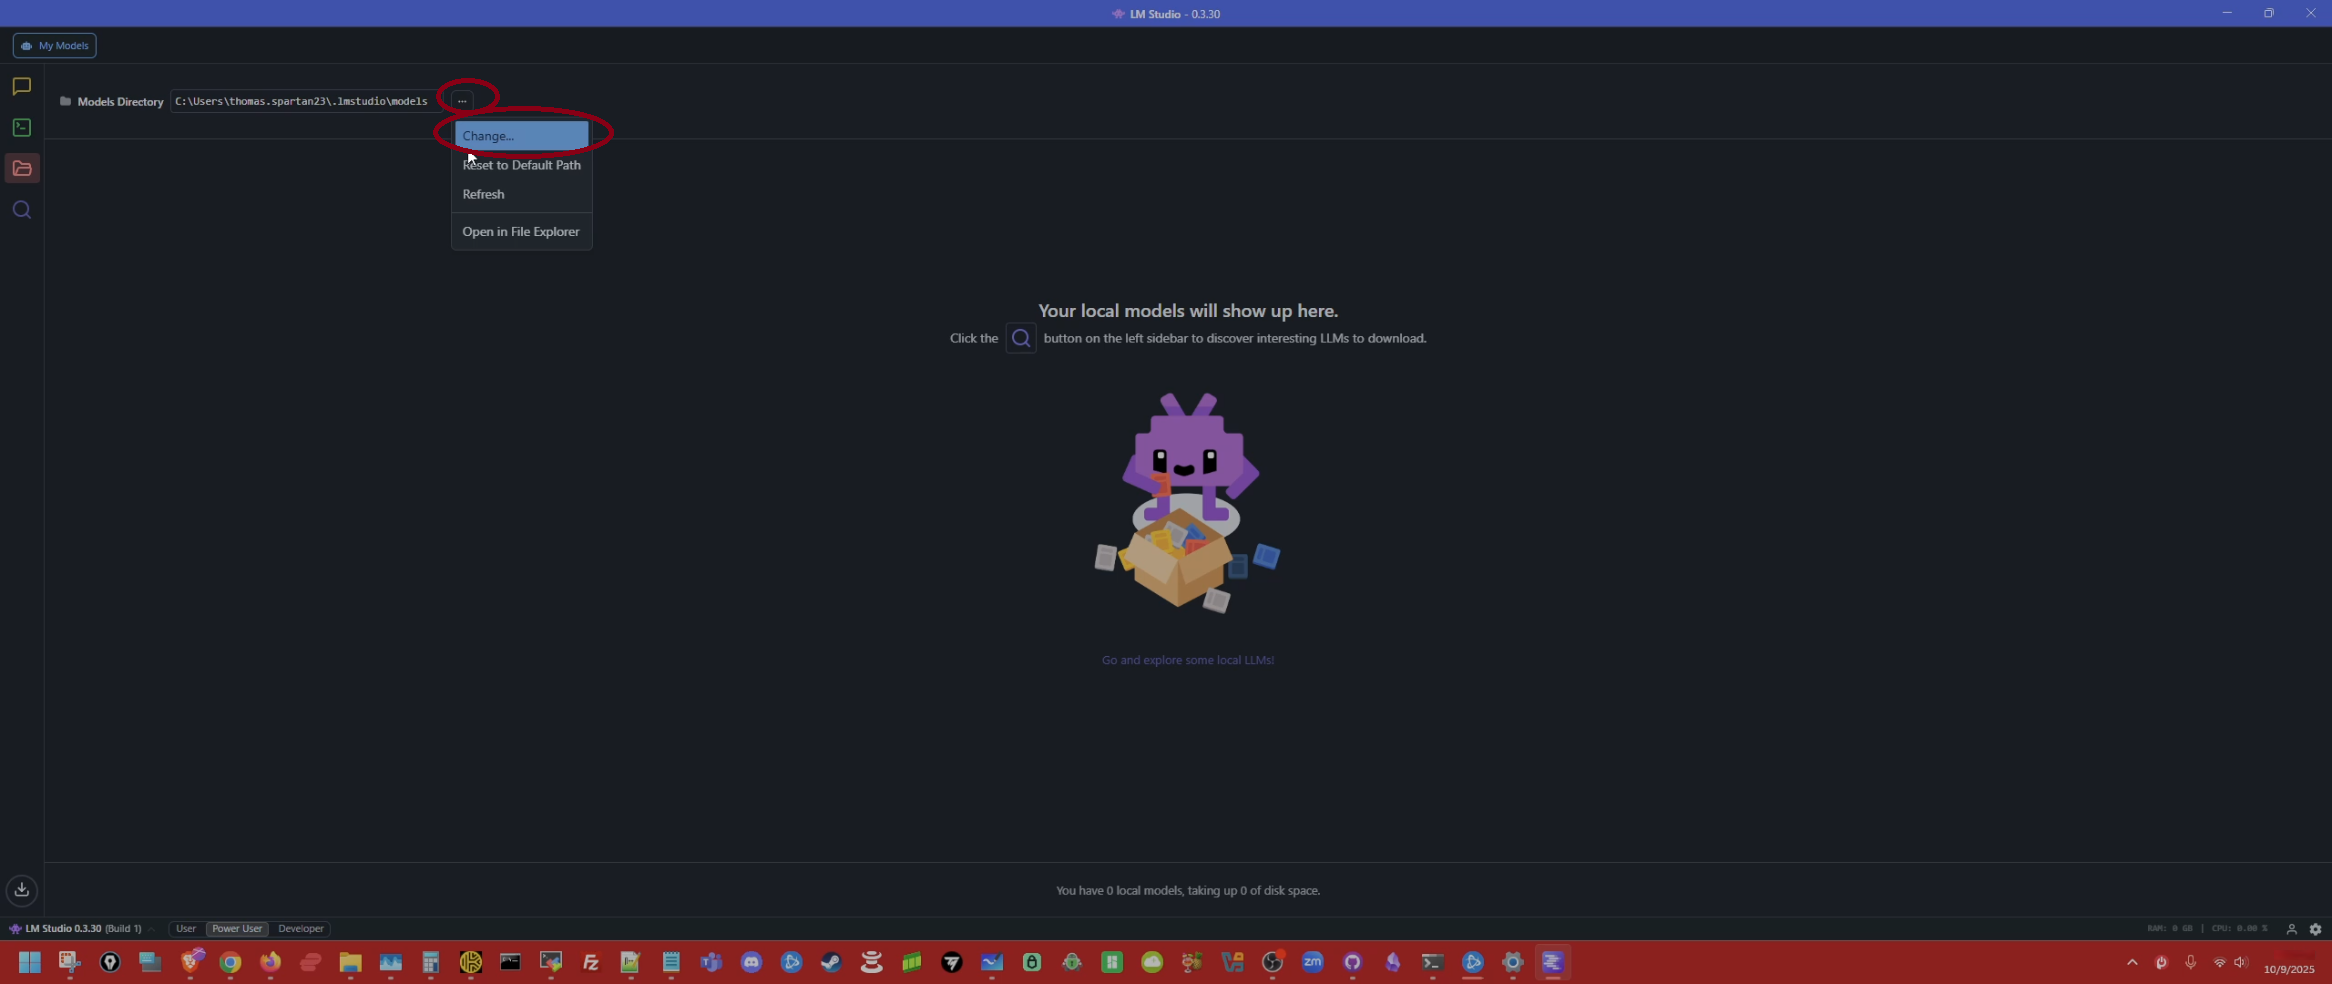 LM Studio - 0.3.30
My Models
Models Directory C:\Users\thomas.spartan23\.lmstudio\models ...
Change...
Reset to Default Path
Refresh
Open in File Explorer
Your local models will show up here.
Click the button on the left sidebar to discover interesting LLMs to download.
Go and explore some local LLMs!
You have 0 local models, taking up 0 of disk space.
LM Studio 0.3.30 (Build 1) User Power User Developer RAM: 0 GB | CPU: 0.00 %
FZ
zm
10/9/2025